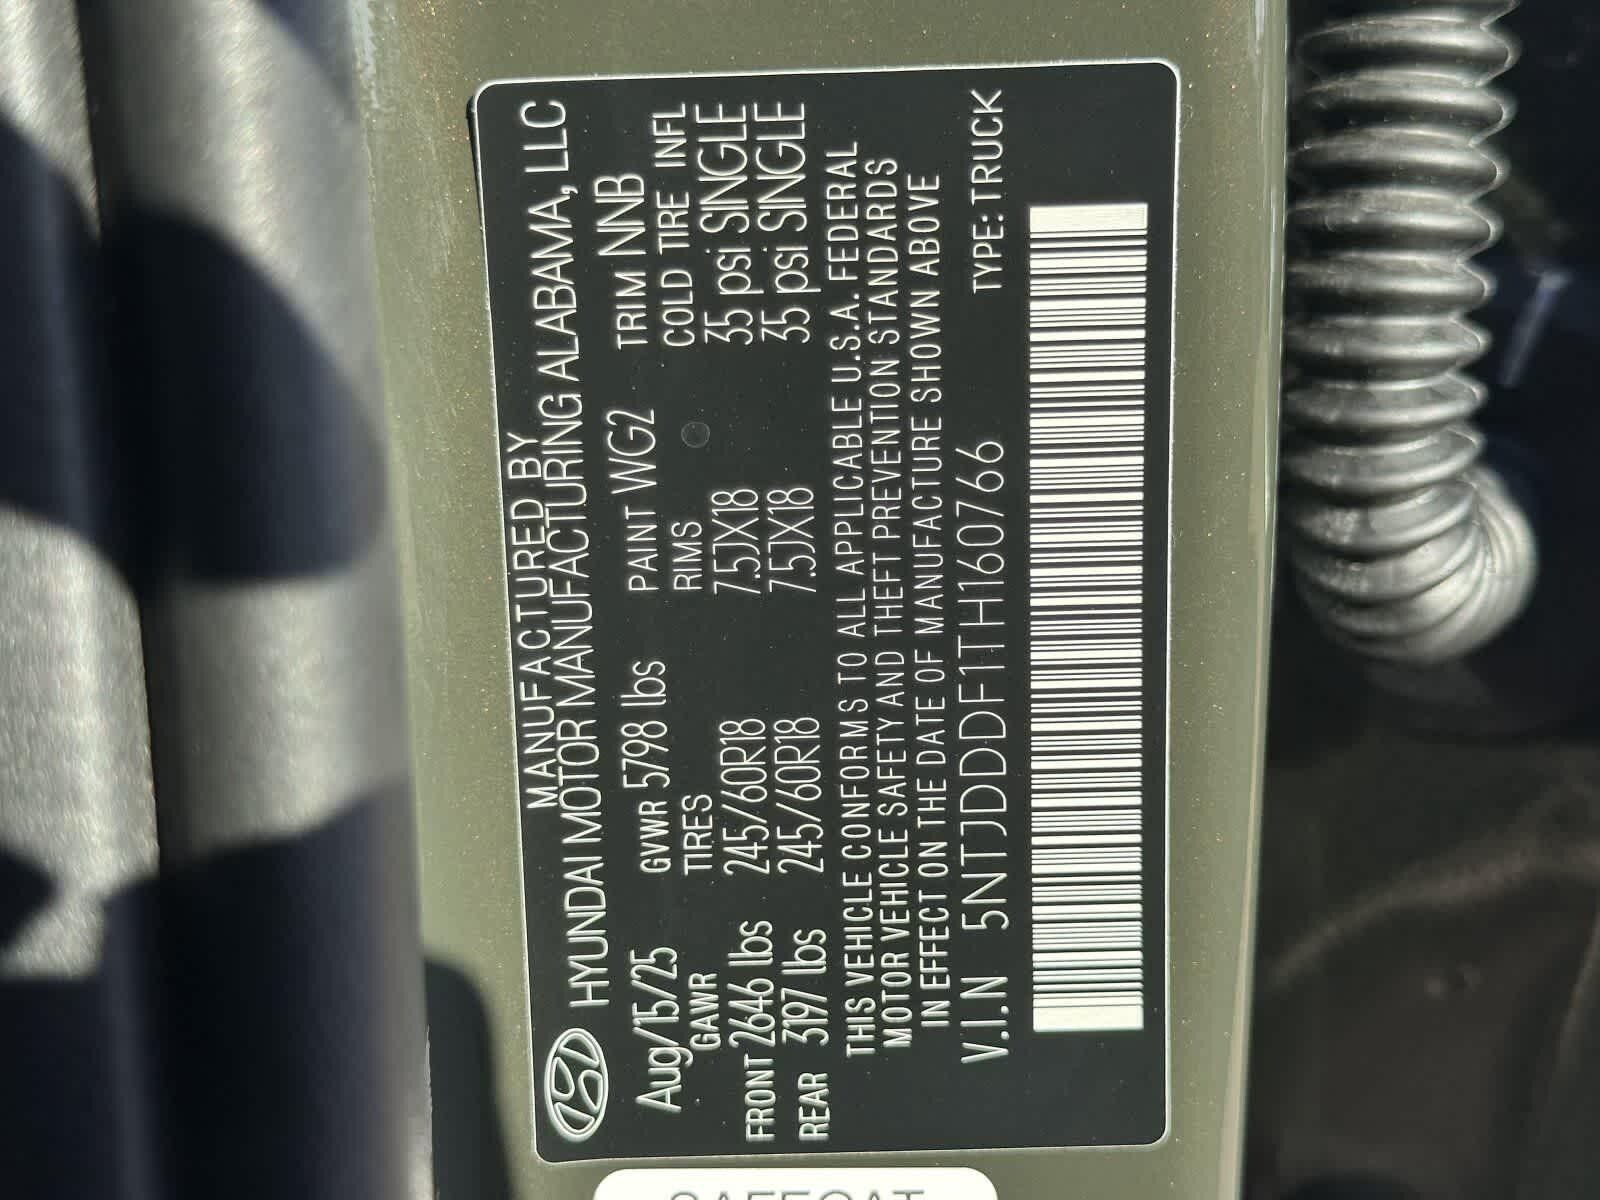 MANUFACTURED BY
HYUNDAI MOTOR MANUFACTURING ALABAMA, LLC
Aug/15/25 GVWR 5798 lbs PAINT WG2 TRIM NNB
GAWR TIRES RIMS COLD TIRE INFL
FRONT 2646 lbs 245/60R18 7.5JX18 35 psi SINGLE
REAR 3197 lbs 245/60R18 7.5JX18 35 psi SINGLE
THIS VEHICLE CONFORMS TO ALL APPLICABLE U.S.A. FEDERAL
MOTOR VEHICLE SAFETY AND THEFT PREVENTION STANDARDS
IN EFFECT ON THE DATE OF MANUFACTURE SHOWN ABOVE
V.I.N 5NTJDDDF1TH160766 TYPE: TRUCK